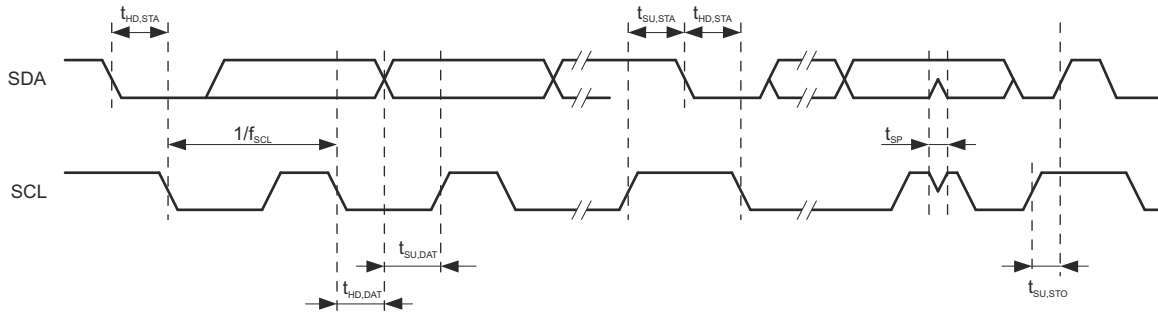 tHD,STA
tSU,STA
tHD,STA
SDA
1/fSCL
tSP
SCL
tSU,DAT
tHD,DAT
tSU,STO